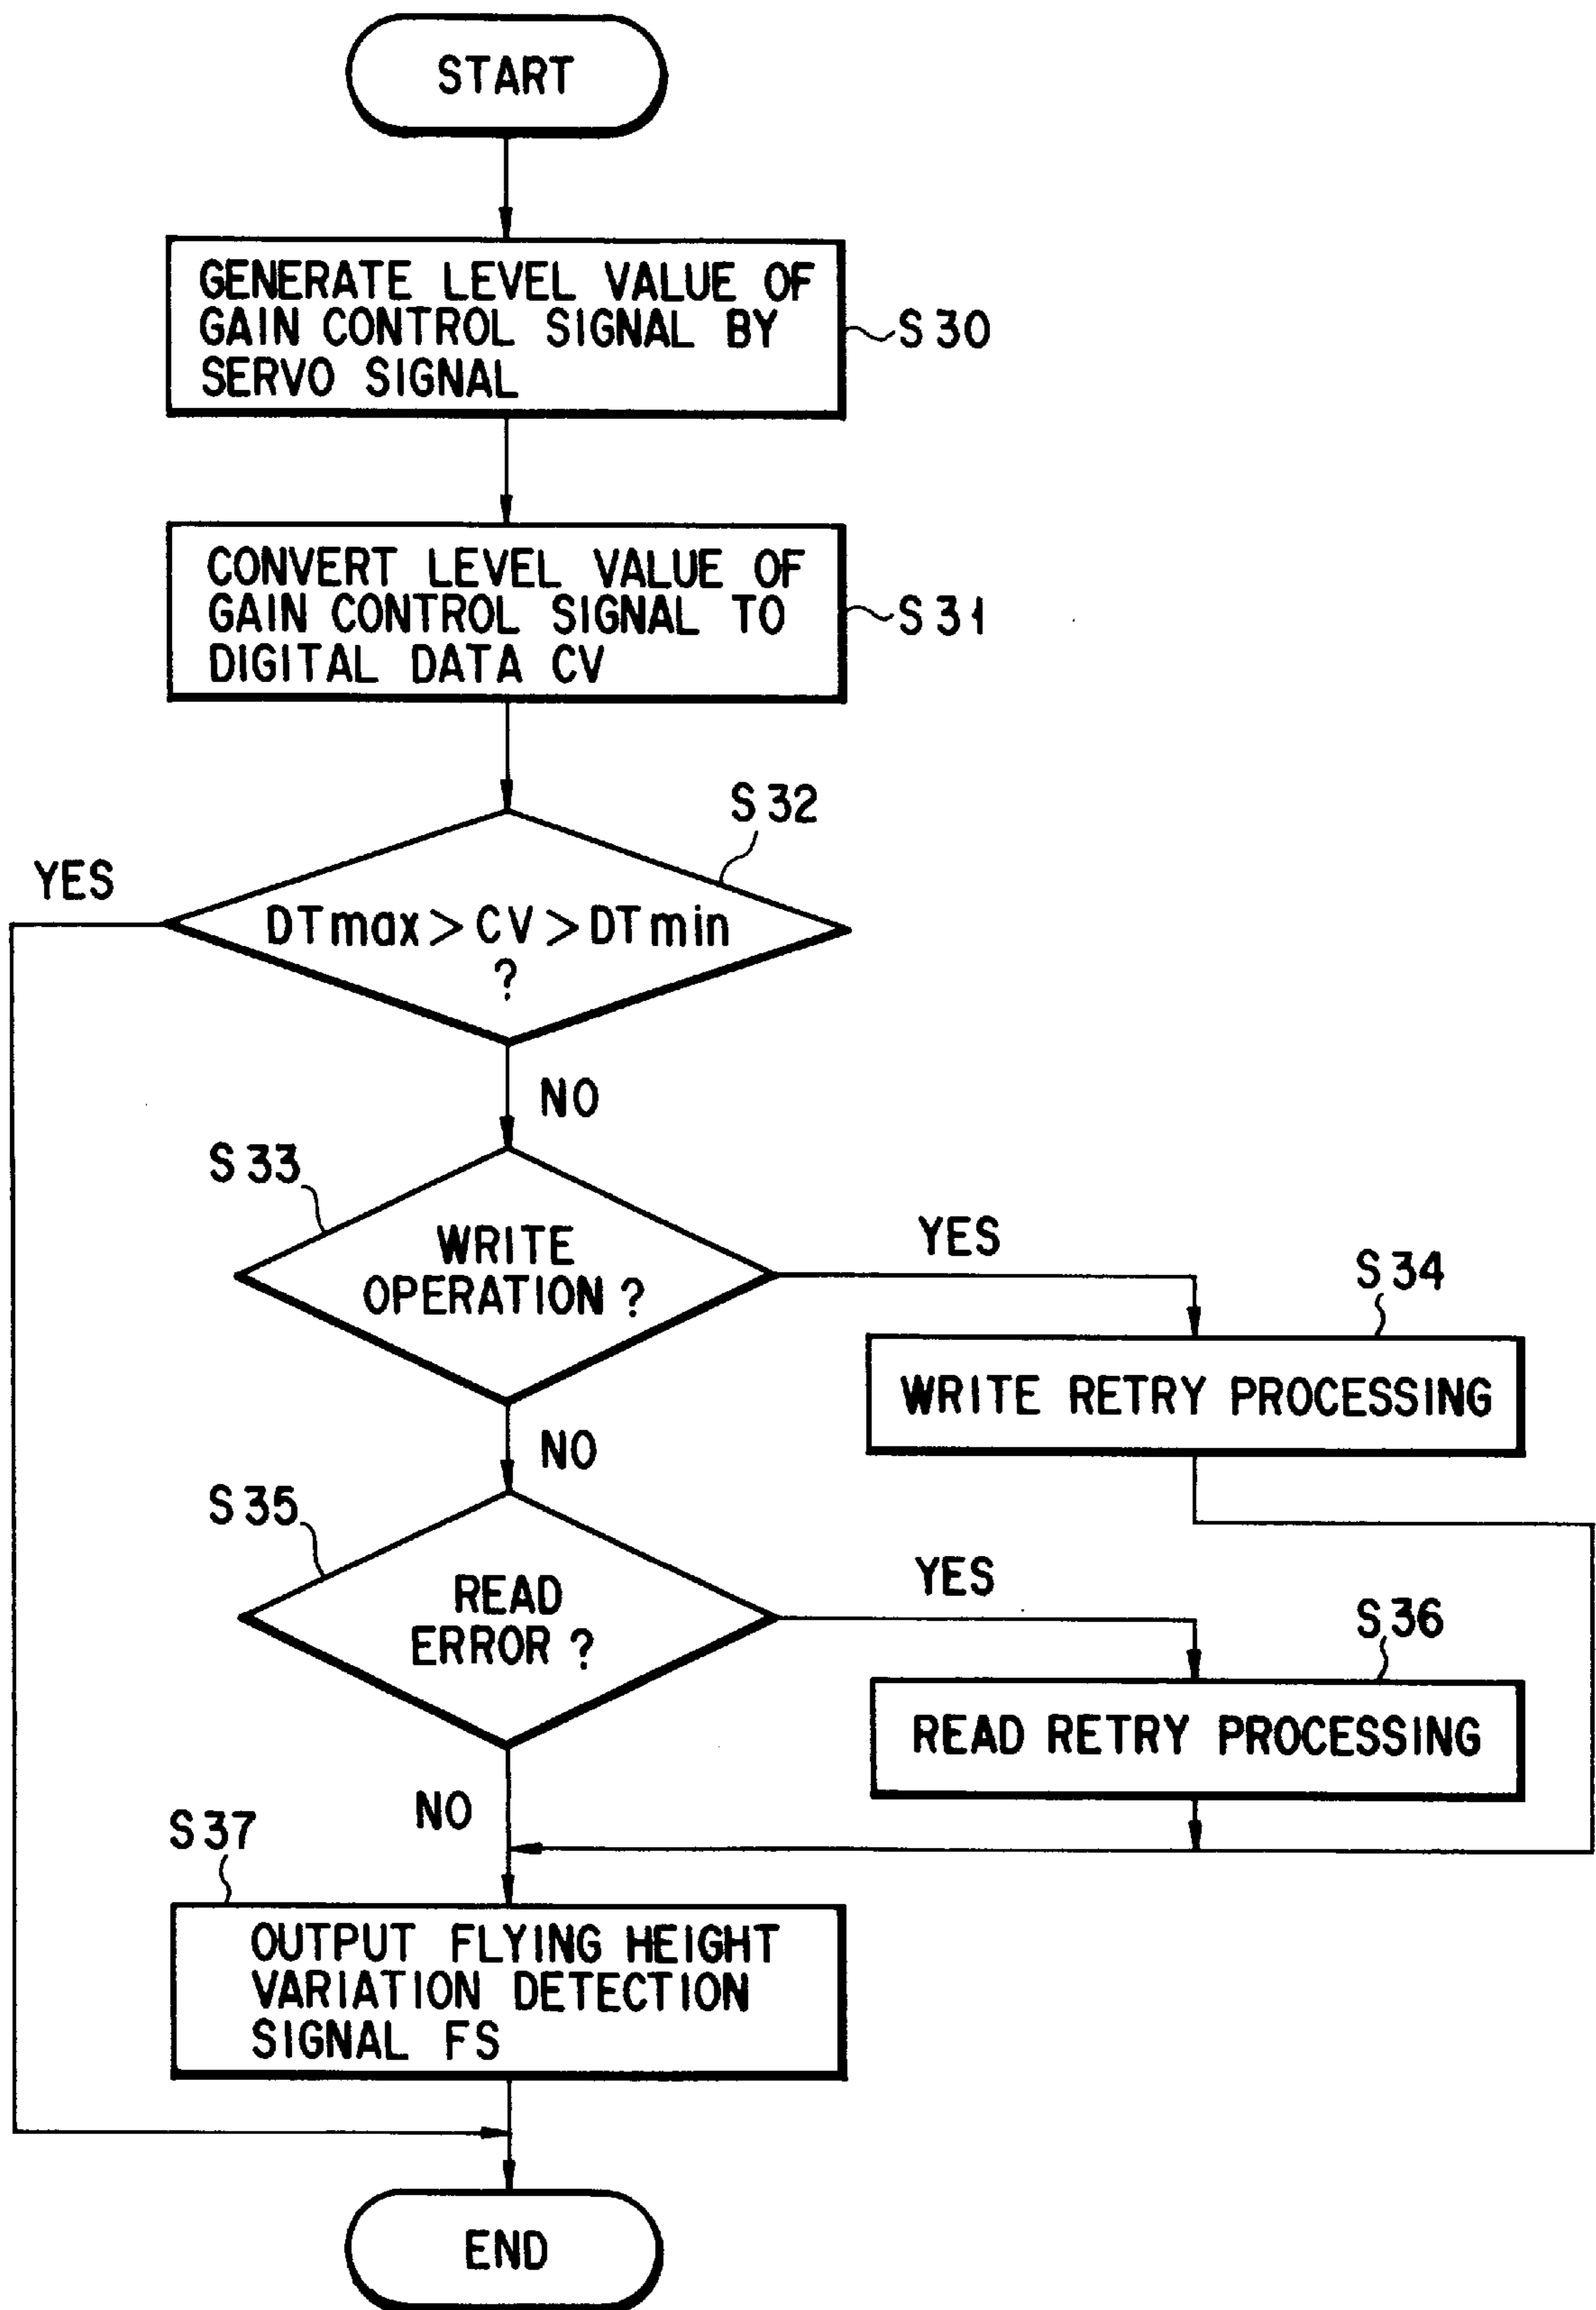 START
GENERATE LEVEL VALUE OF
GAIN CONTROL SIGNAL BY
SERVO SIGNAL
S30
CONVERT LEVEL VALUE OF
GAIN CONTROL SIGNAL TO
DIGITAL DATA CV
S31
S32
YES
DTmax > CV > DTmin
?
NO
S33
WRITE
OPERATION ?
YES
S34
WRITE RETRY PROCESSING
NO
S35
READ
ERROR ?
YES
S36
READ RETRY PROCESSING
NO
S37
OUTPUT FLYING HEIGHT
VARIATION DETECTION
SIGNAL FS
END